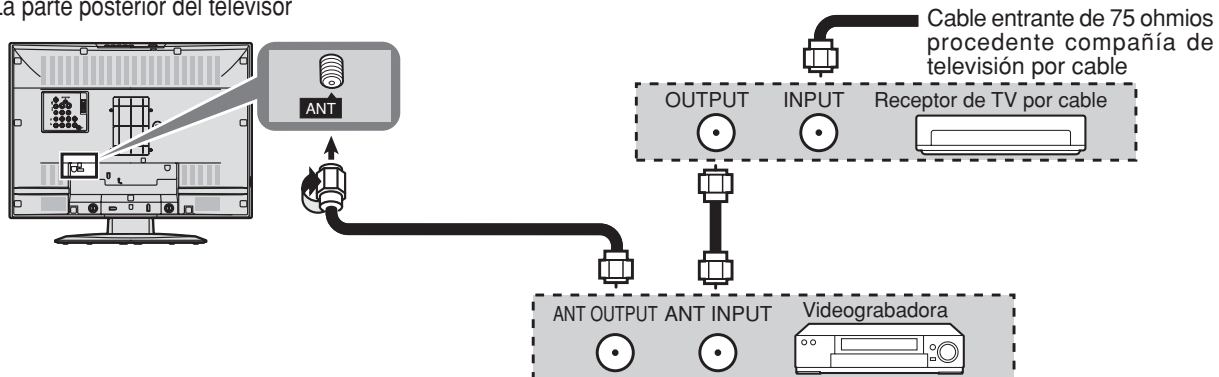 La parte posterior del televisor
ANT
Cable entrante de 75 ohmios
procedente compañía de
televisión por cable
OUTPUT INPUT Receptor de TV por cable
ANT OUTPUT ANT INPUT Videograbadora